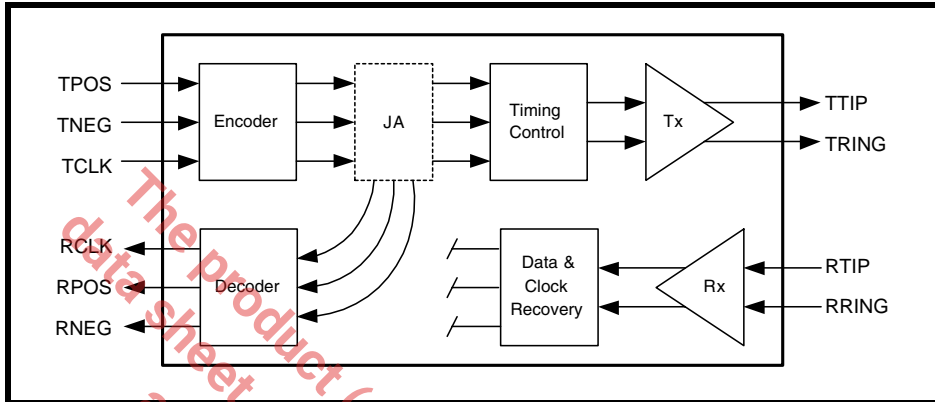 TPOS
TNEG
TCLK
Encoder
JA
Timing
Control
Tx
TTIP
TRING
RCLK
RPOS
RNEG
Decoder
Data &
Clock
Recovery
Rx
RTIP
RRING
The product (
data sheet